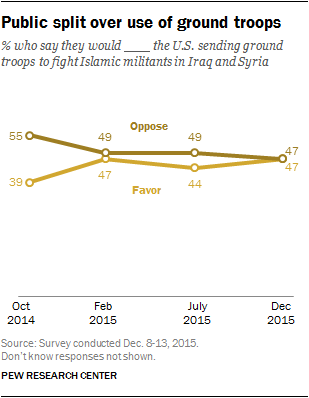 Public split over use of ground troops
% who say they would ___ the U.S. sending ground
troops to fight Islamic militants in Iraq and Syria
Oppose
55
49
49
47
39
47
44
47
Favor
Oct
2014
Feb
2015
July
2015
Dec
2015
Source: Survey conducted Dec. 8-13, 2015.
Don't know responses not shown.
PEW RESEARCH CENTER